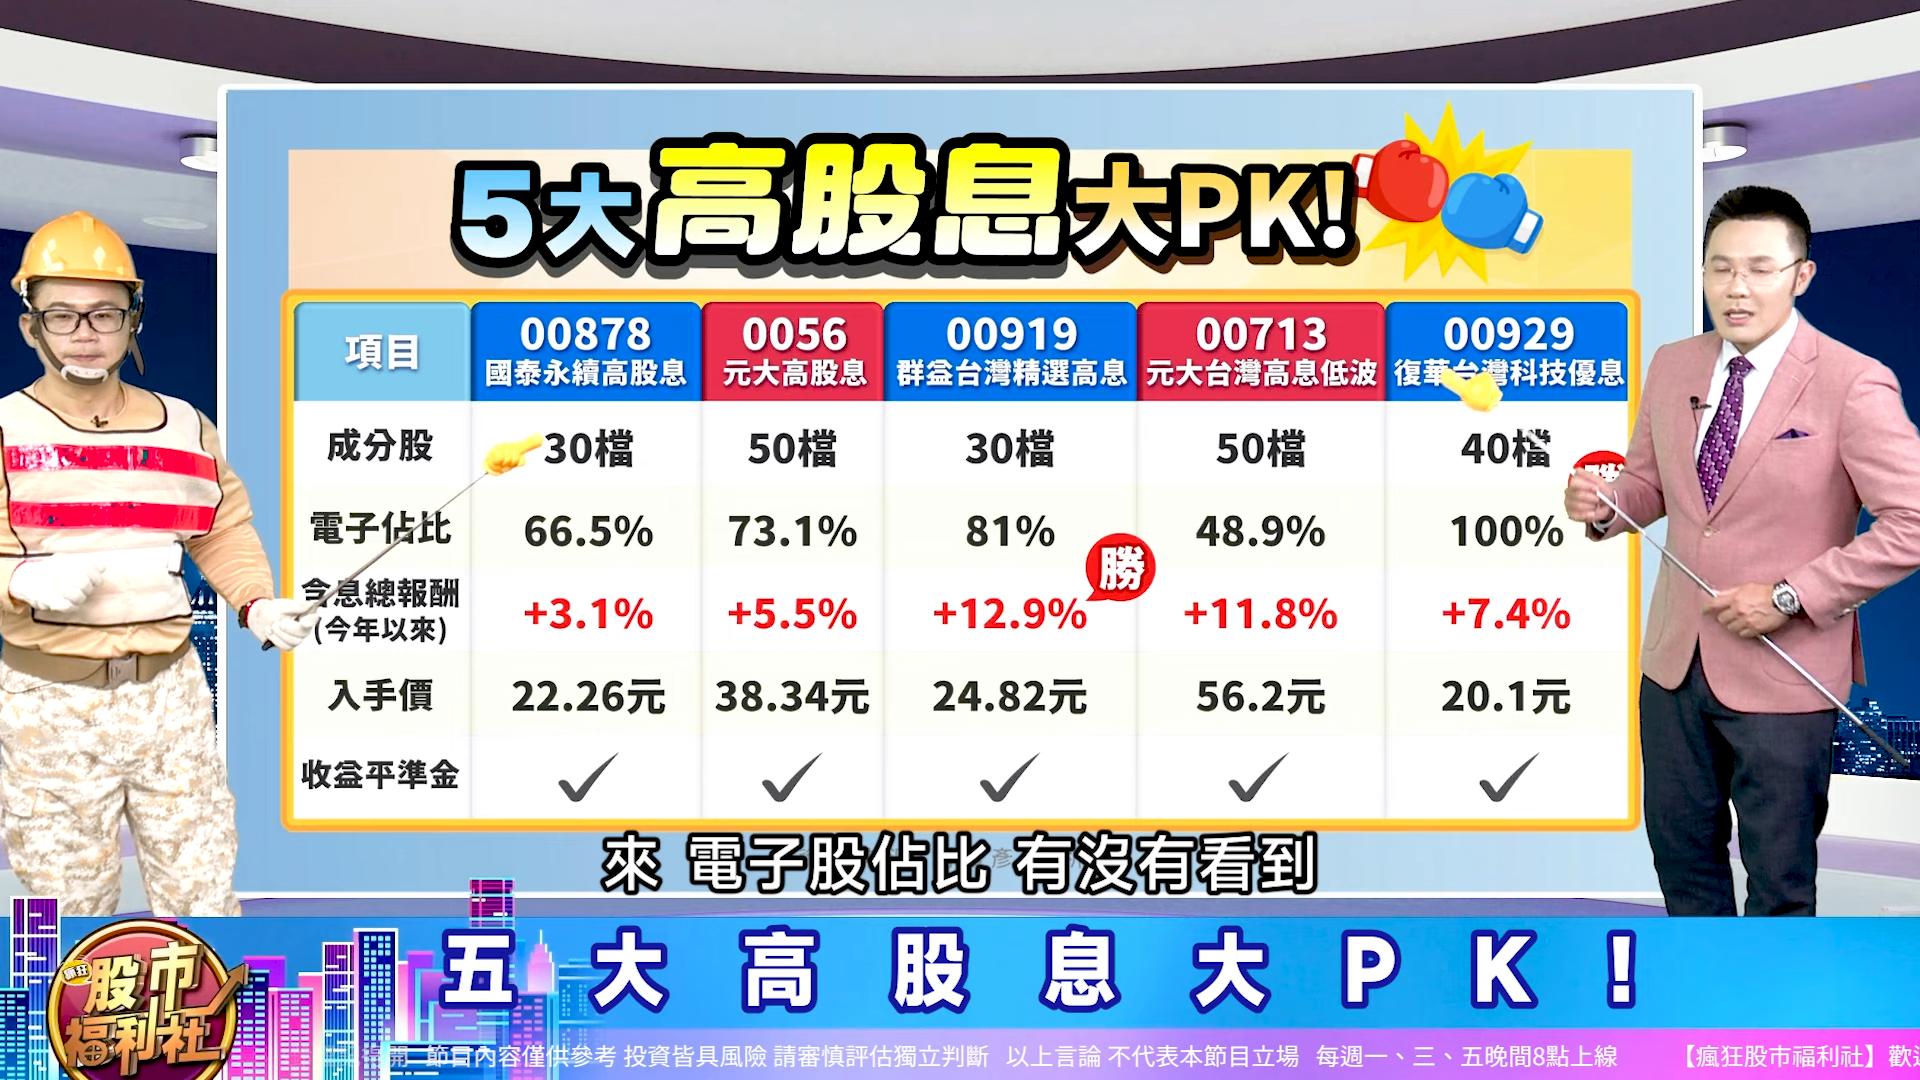 5大高股息大PK!
項目 00878 0056 00919 00713 00929
國泰永續高股息 元大高股息 群益台灣精選高息 元大台灣高息低波 復華台灣科技優息
成分股 30檔 50檔 30檔 50檔 40檔
電子佔比 66.5% 73.1% 81% 48.9% 100%
勝
含息總報酬
(今年以來) +3.1% +5.5% +12.9% +11.8% +7.4%
入手價 22.26元 38.34元 24.82元 56.2元 20.1元
收益平準金
來 電子股佔比 有沒有看到
五大高股息大PK!
瘋狂
股市
福利社
節目內容僅供參考 投資皆具風險 請審慎評估獨立判斷 以上言論 不代表本節目立場 每週一、三、五晚間8點上線 【瘋狂股市福利社】歡